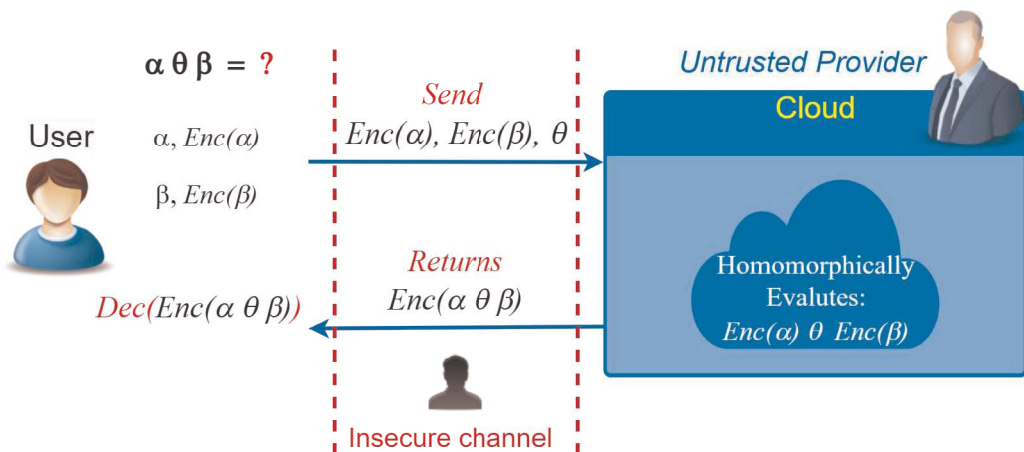 α θ β = ?
User
α, Enc(α)
β, Enc(β)
Dec(Enc(α θ β))
Send
Enc(α), Enc(β), θ
Returns
Enc(α θ β)
Insecure channel
Untrusted Provider
Cloud
Homomorphically
Evalutes:
Enc(α) θ Enc(β)